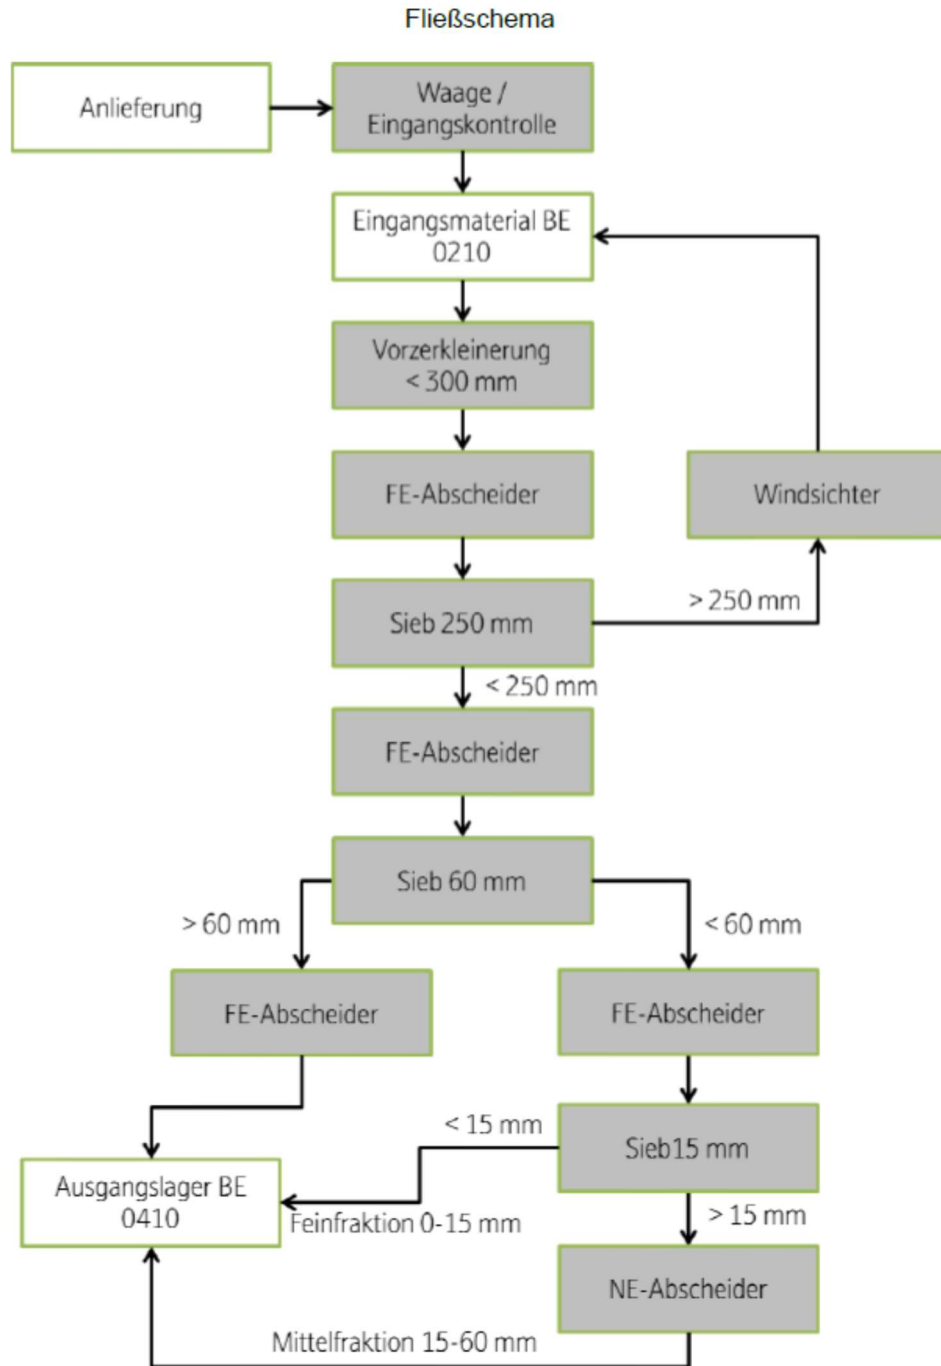 Fließschema
Anlieferung
Waage /
Eingangskontrolle
Eingangsmaterial BE
0210
Vorzerkleinerung
< 300 mm
FE-Abscheider
Windsichter
> 250 mm
Sieb 250 mm
< 250 mm
FE-Abscheider
Sieb 60 mm
> 60 mm
< 60 mm
FE-Abscheider
FE-Abscheider
< 15 mm
Sieb15 mm
Ausgangslager BE
0410
Feinfraktion 0-15 mm
> 15 mm
NE-Abscheider
Mittelfraktion 15-60 mm